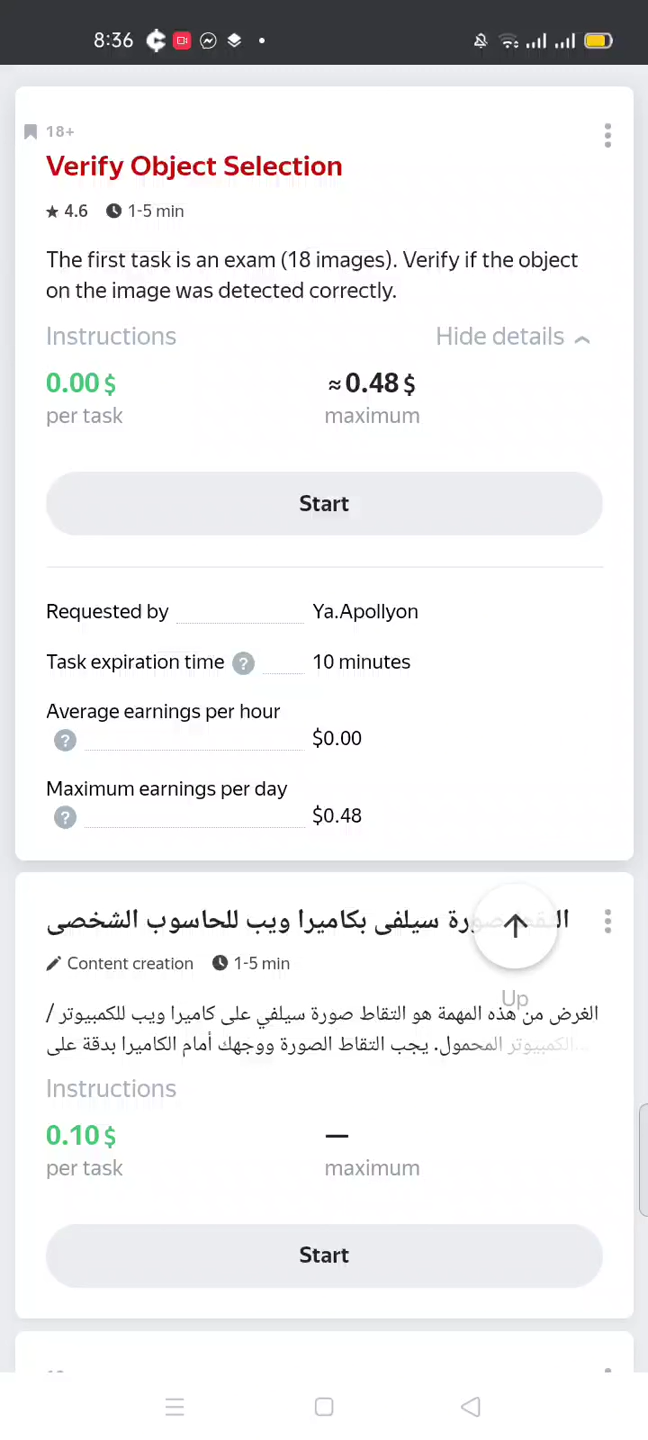 8:36
18+
Verify Object Selection
4.6 1-5 min
The first task is an exam (18 images). Verify if the object
on the image was detected correctly.
Instructions Hide details
0.00 $ ≈ 0.48 $
per task maximum
Start
Requested by Ya.Apollyon
Task expiration time ? 10 minutes
Average earnings per hour
? $0.00
Maximum earnings per day
? $0.48
صورة سيلفى بكاميرا ويب للحاسوب الشخصى
Content creation 1-5 min
Up
الغرض من هذه المهمة هو التقاط صورة سيلفي على كاميرا ويب للكمبيوتر /
الكمبيوتر المحمول. يجب التقاط الصورة ووجهك أمام الكاميرا بدقة على...
Instructions
0.10 $ —
per task maximum
Start